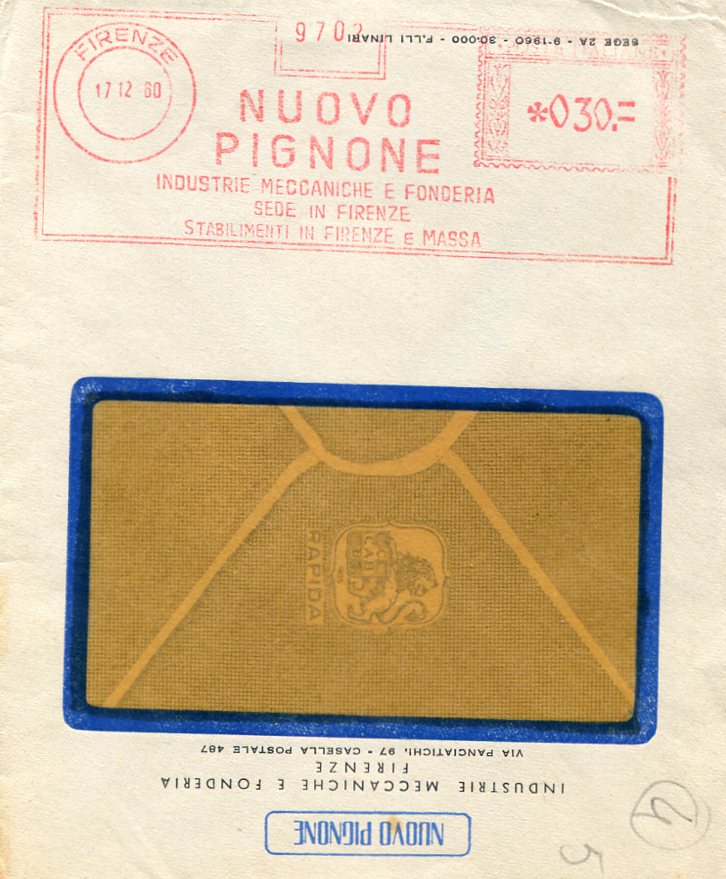 FIRENZE
17 12 60
9702
SEGE 2A - 9-1960 - 30.000 - F.LLI LINARI
*030.=
NUOVO
PIGNONE
INDUSTRIE MECCANICHE E FONDERIA
SEDE IN FIRENZE
STABILIMENTI IN FIRENZE E MASSA
RAPIDA
NUOVO PIGNONE
INDUSTRIE MECCANICHE E FONDERIA
FIRENZE
VIA PANCIATICHI, 97 - CASELLA POSTALE 487